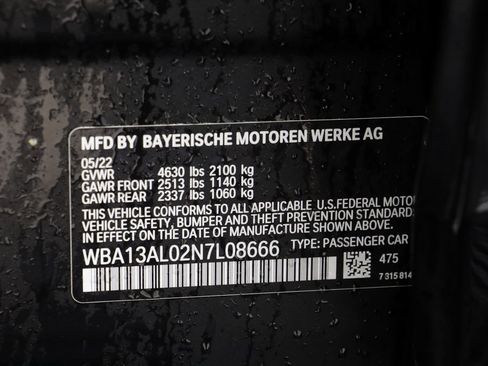 MFD BY BAYERISCHE MOTOREN WERKE AG
05/22
GVWR 4630 lbs 2100 kg
GAWR FRONT 2513 lbs 1140 kg
GAWR REAR 2337 lbs 1060 kg
THIS VEHICLE CONFORMS TO ALL APPLICABLE U.S.FEDERAL MOTOR
VEHICLE SAFETY, BUMPER AND THEFT PREVENTION STANDARDS
IN EFFECT ON THE DATE OF MANUFACTURE SHOWN ABOVE.
WBA13AL02N7L08666 TYPE: PASSENGER CAR
475
7 315 814